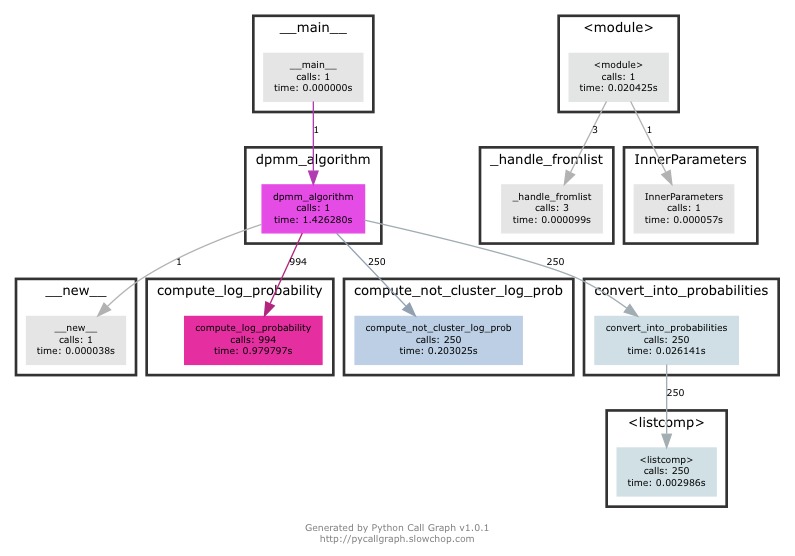 __main__
<module>
__main__
calls: 1
time: 0.000000s
<module>
calls: 1
time: 0.020425s
1
3
1
dpmm_algorithm
_handle_fromlist
InnerParameters
dpmm_algorithm
calls: 1
time: 1.426280s
_handle_fromlist
calls: 3
time: 0.000099s
InnerParameters
calls: 1
time: 0.000057s
1
994
250
250
__new__
compute_log_probability
compute_not_cluster_log_prob
convert_into_probabilities
__new__
calls: 1
time: 0.000038s
compute_log_probability
calls: 994
time: 0.979797s
compute_not_cluster_log_prob
calls: 250
time: 0.203025s
convert_into_probabilities
calls: 250
time: 0.026141s
250
<listcomp>
<listcomp>
calls: 250
time: 0.002986s
Generated by Python Call Graph v1.0.1
http://pycallgraph.slowchop.com